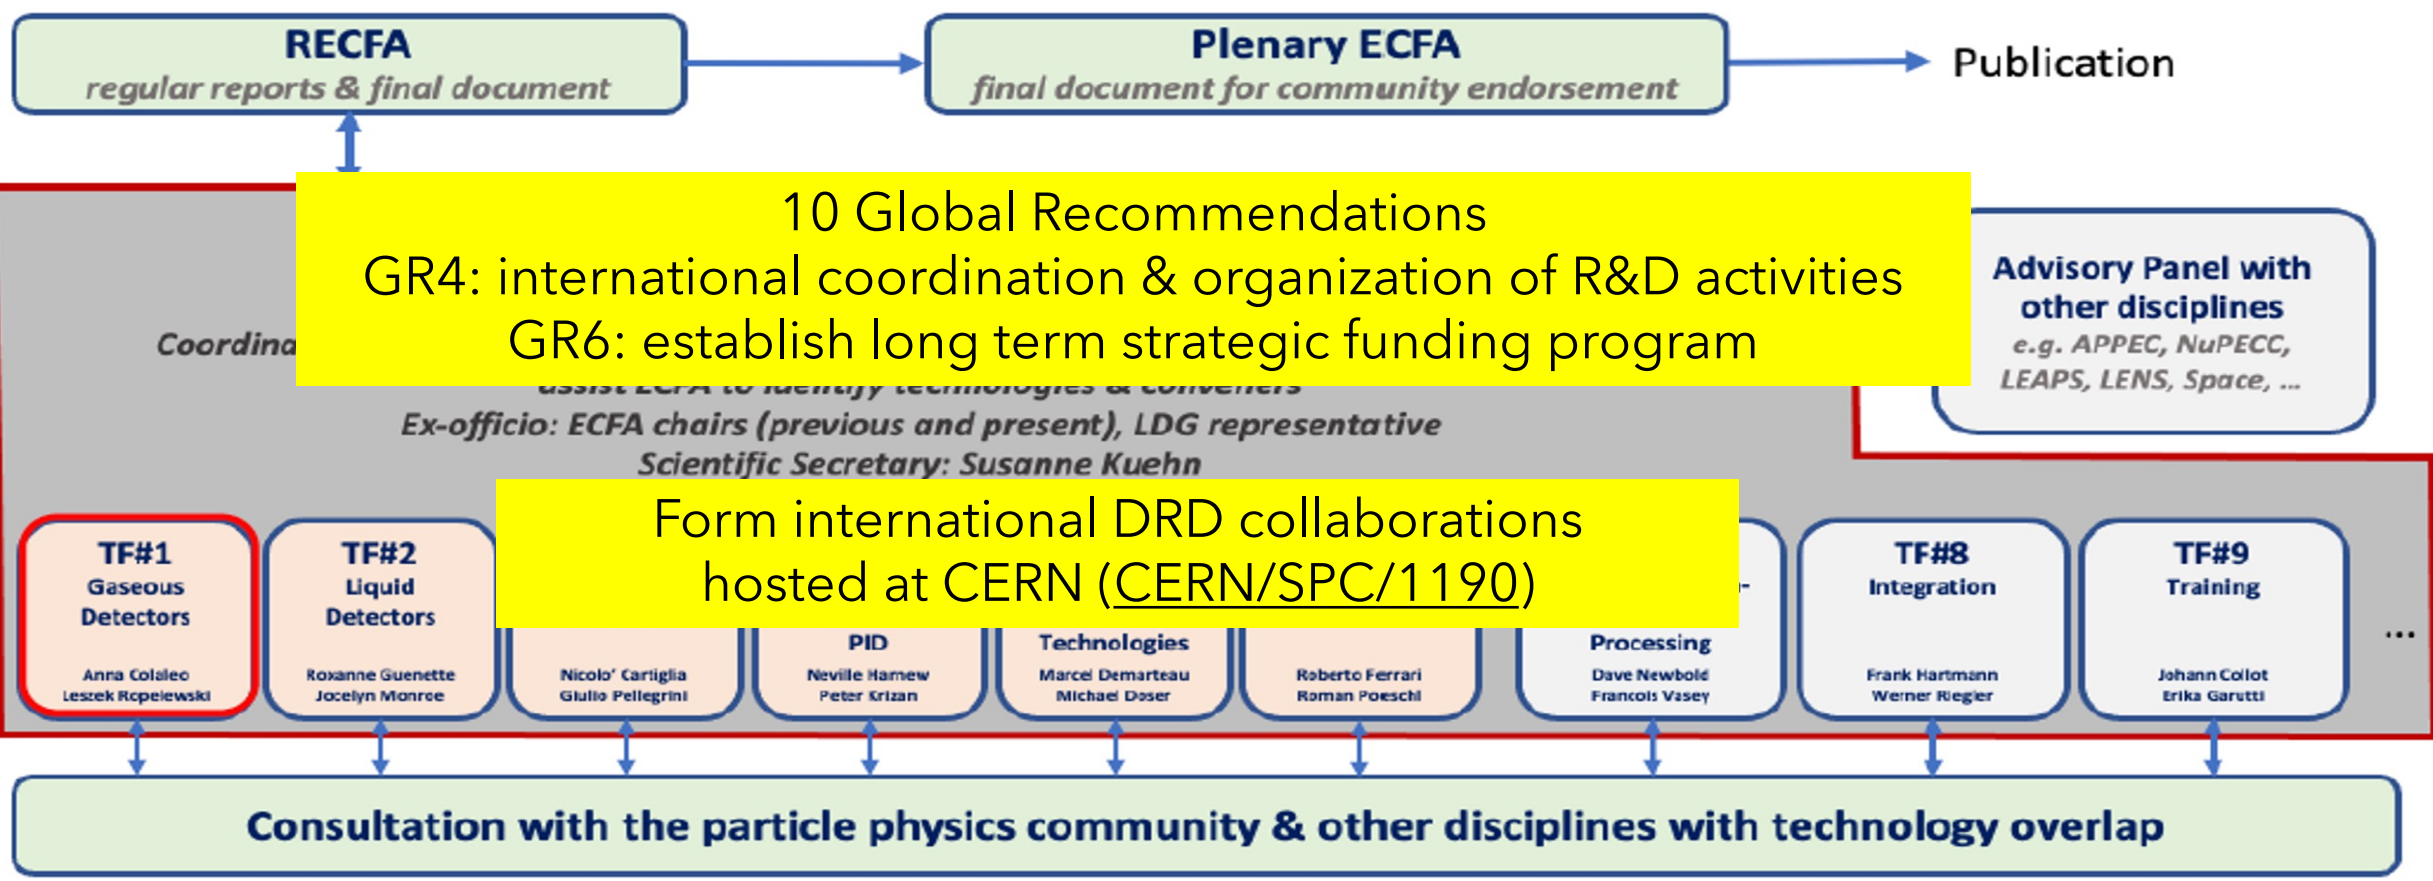 RECFA
regular reports & final document
Plenary ECFA
final document for community endorsement
Publication
10 Global Recommendations
GR4: international coordination & organization of R&D activities
GR6: establish long term strategic funding program
Advisory Panel with
other disciplines
e.g. APPEC, NuPECC,
LEAPS, LENS, Space, ...
assist ECFA to identify technologies & conveners
Ex-officio: ECFA chairs (previous and present), LDG representative
Scientific Secretary: Susanne Kuehn
Form international DRD collaborations
hosted at CERN (CERN/SPC/1190)
TF#1
Gaseous
Detectors
Anna Colaleo
Leszek Ropelewski
TF#2
Liquid
Detectors
Roxanne Guenette
Jocelyn Monroe
Nicolo' Cartiglia
Giulio Pellegrini
PID
Neville Harnew
Peter Krizan
Technologies
Marcel Demarteau
Michael Doser
Roberto Ferrari
Roman Poeschl
Processing
Dave Newbold
Francois Vasey
TF#8
Integration
Frank Hartmann
Werner Riegler
TF#9
Training
Johann Collot
Erika Garutti
...
Consultation with the particle physics community & other disciplines with technology overlap